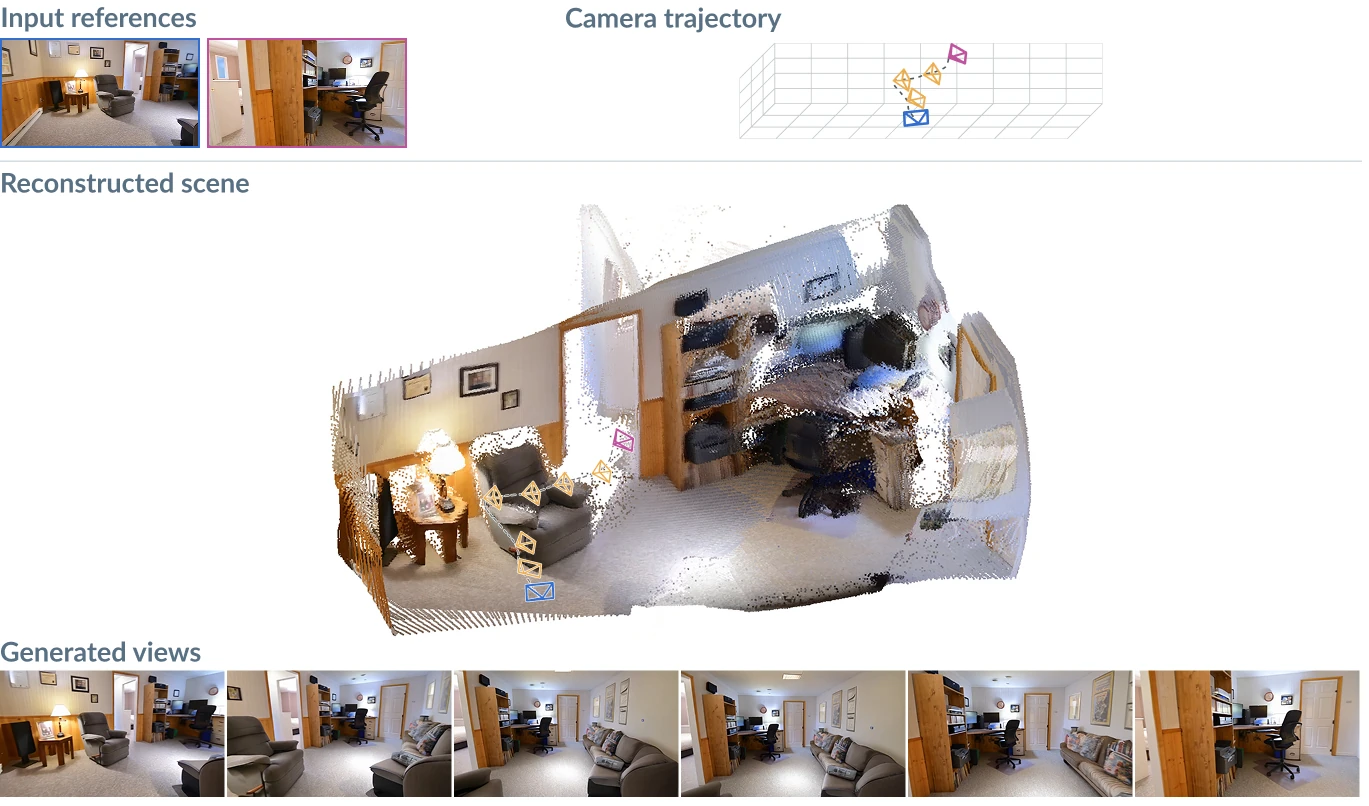 Input references
Camera trajectory
Reconstructed scene
Generated views